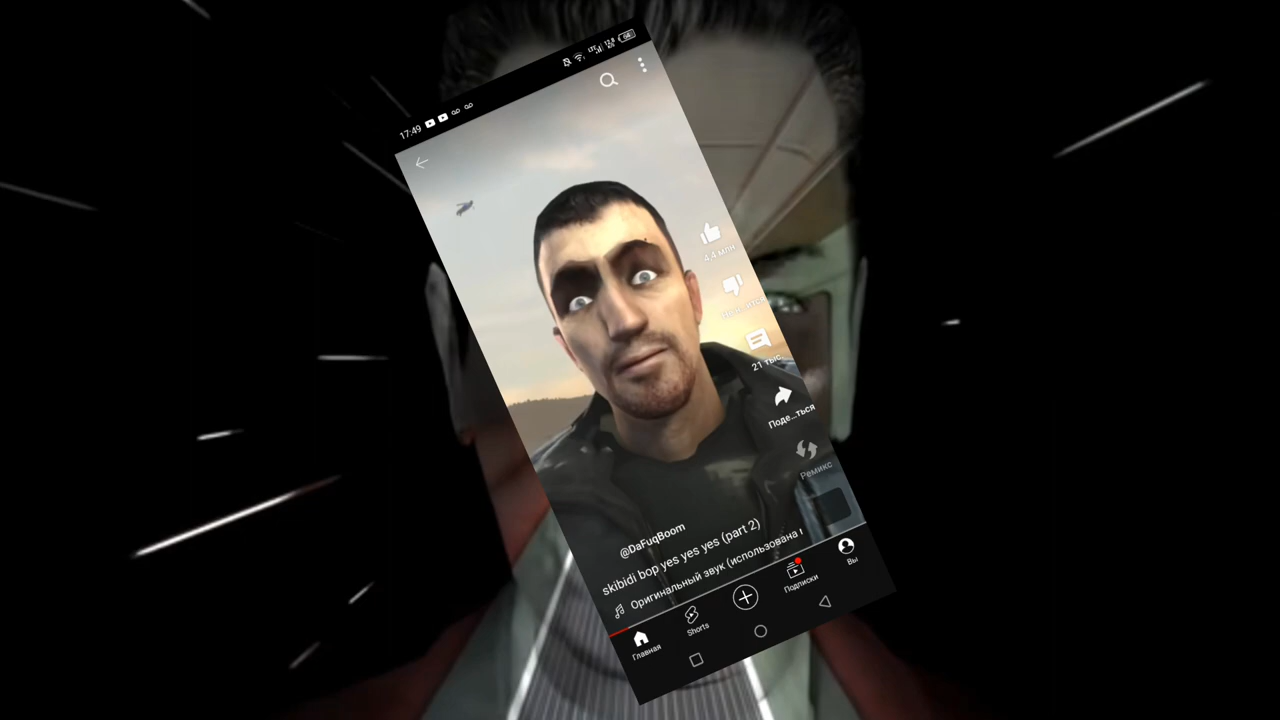 17:49
4,4 млн
21 тыс.
Поде…ться
Ремикс
@DaFuqBoom
skibidi bop yes yes yes (part 2)
Оригинальный звук (использована
Главная
Shorts
Подписки
Вы